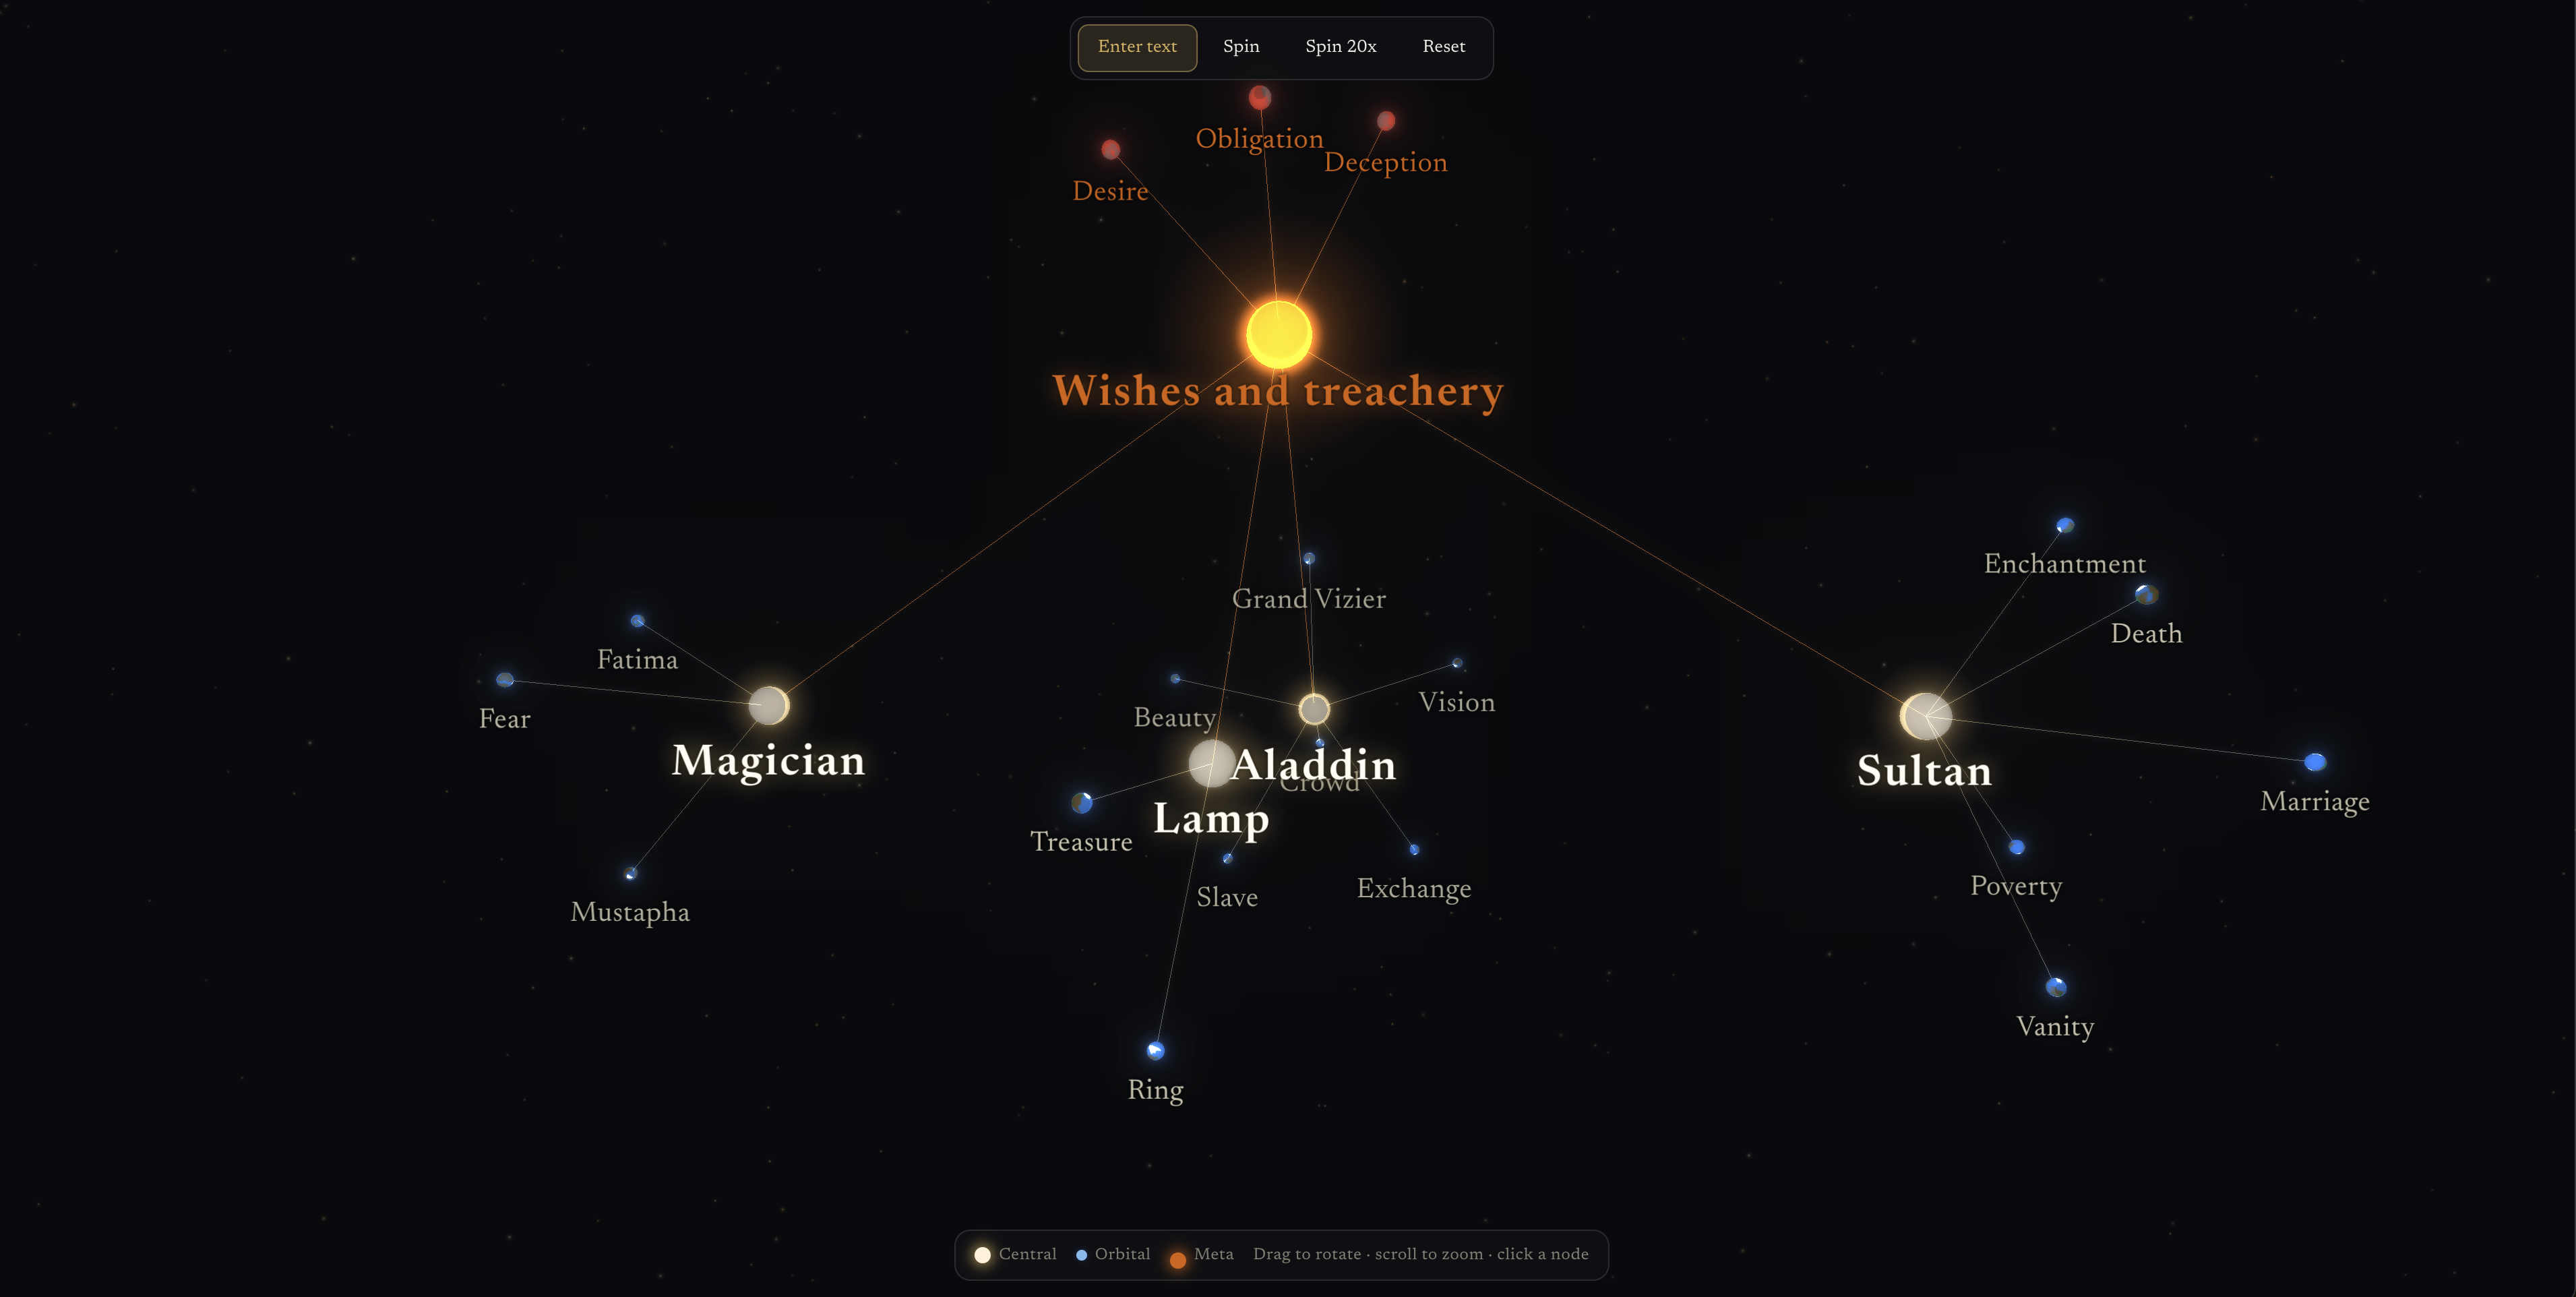 Enter text Spin Spin 20x Reset
Obligation
Deception
Desire
Wishes and treachery
Enchantment
Grand Vizier
Death
Fatima
Vision
Beauty
Fear
Magician
Aladdin
Sultan
Crowd
Marriage
Lamp
Treasure
Poverty
Exchange
Slave
Mustapha
Vanity
Ring
Central Orbital Meta Drag to rotate · scroll to zoom · click a node